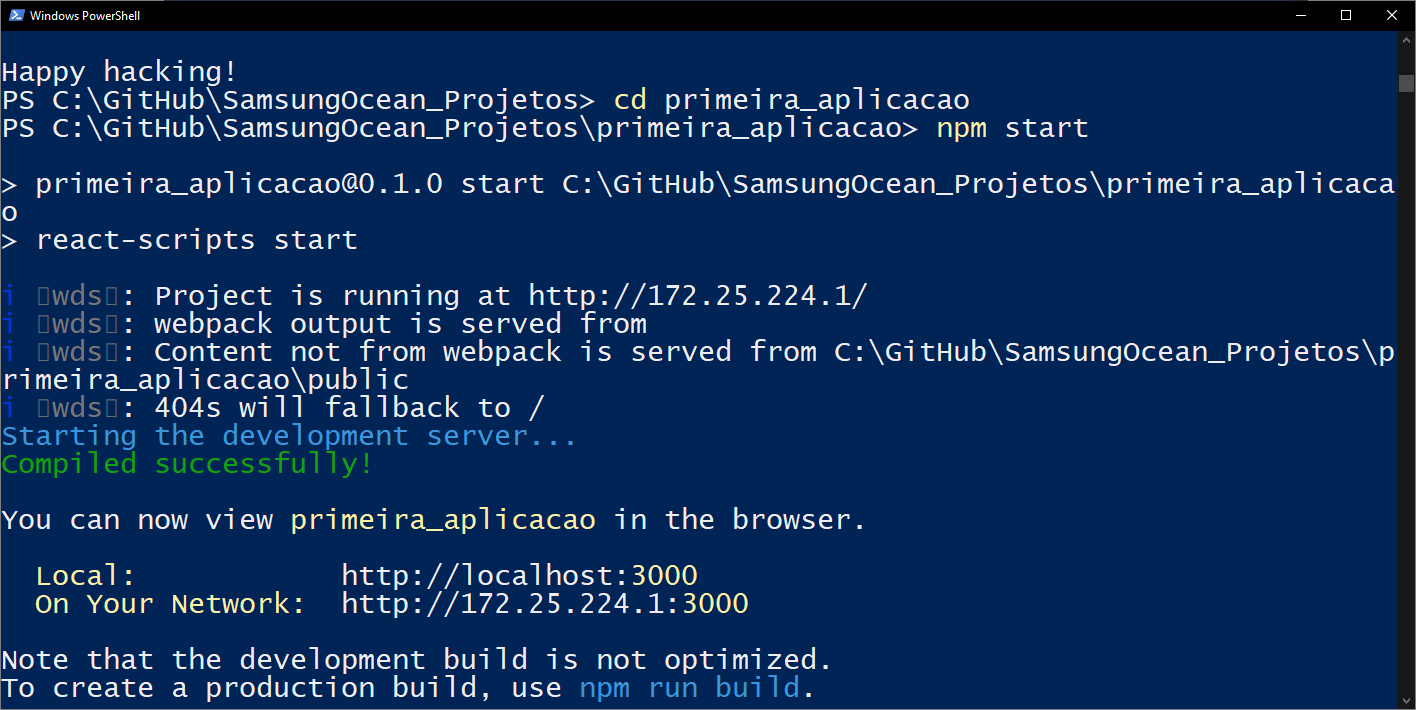 Windows PowerShell
Happy hacking!
PS C:\GitHub\SamsungOcean_Projetos> cd primeira_aplicacao
PS C:\GitHub\SamsungOcean_Projetos\primeira_aplicacao> npm start
> primeira_aplicacao@0.1.0 start C:\GitHub\SamsungOcean_Projetos\primeira_aplicaca
o
> react-scripts start
i ▯wds▯: Project is running at http://172.25.224.1/
i ▯wds▯: webpack output is served from
i ▯wds▯: Content not from webpack is served from C:\GitHub\SamsungOcean_Projetos\p
rimeira_aplicacao\public
i ▯wds▯: 404s will fallback to /
Starting the development server...
Compiled successfully!
You can now view primeira_aplicacao in the browser.
Local: http://localhost:3000
On Your Network: http://172.25.224.1:3000
Note that the development build is not optimized.
To create a production build, use npm run build.